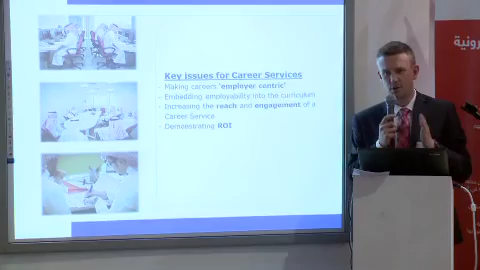 Key issues for Career Services
- Making careers 'employer centric'
- Embedding employability into the curriculum
- Increasing the reach and engagement of a
Career Service
- Demonstrating ROI